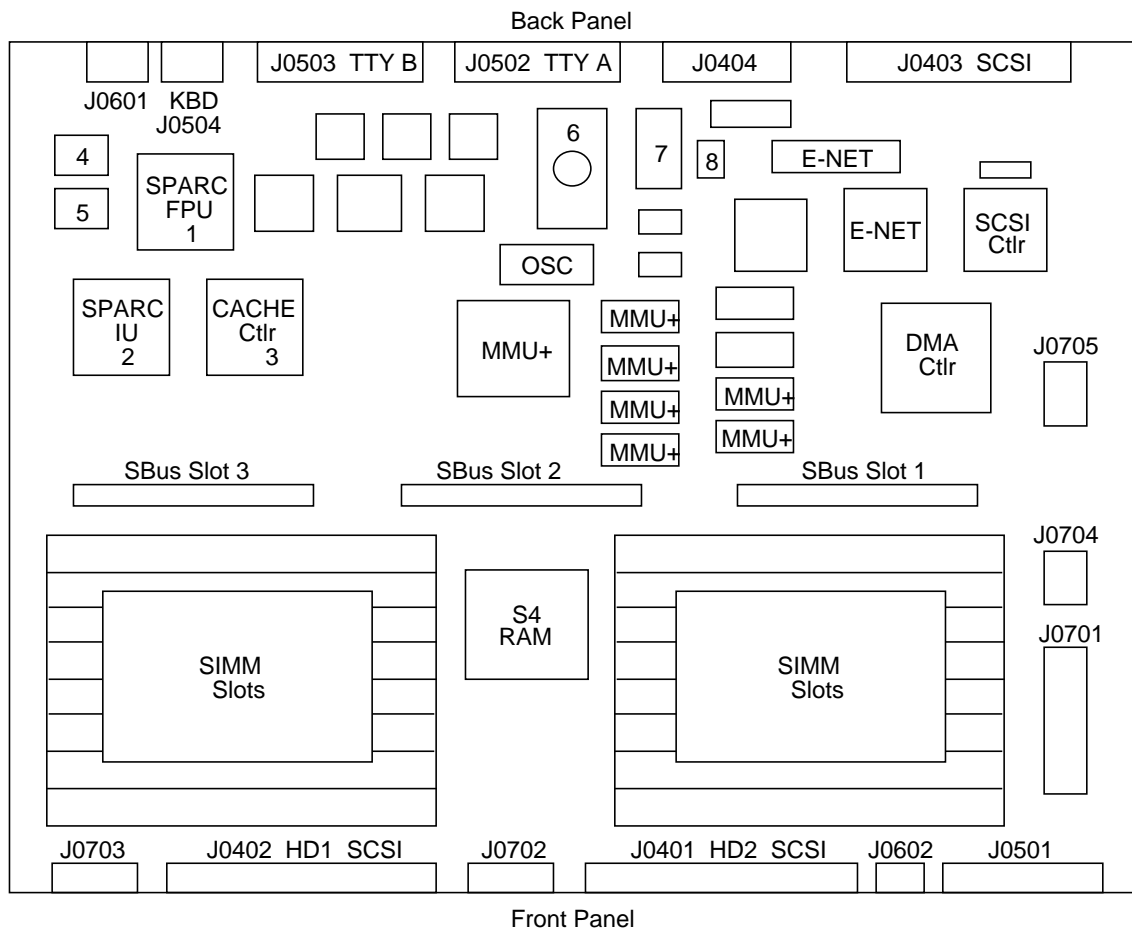 Back Panel
J0503 TTY B
J0502 TTY A
J0404
J0403 SCSI
J0601
KBD
J0504
4
5
SPARC
FPU
1
6
7
8
E-NET
E-NET
SCSI
Ctlr
OSC
SPARC
IU
2
CACHE
Ctlr
3
MMU+
MMU+
MMU+
MMU+
MMU+
MMU+
MMU+
DMA
Ctlr
J0705
SBus Slot 3
SBus Slot 2
SBus Slot 1
J0704
S4
RAM
J0701
SIMM
Slots
SIMM
Slots
J0703
J0402 HD1 SCSI
J0702
J0401 HD2 SCSI
J0602
J0501
Front Panel